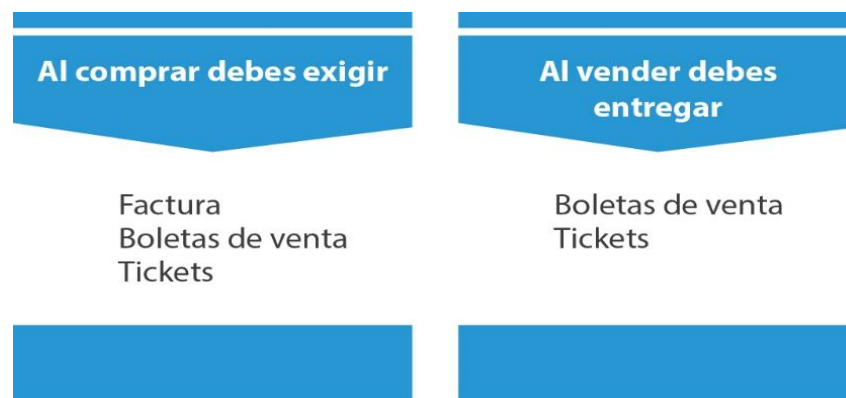 Al comprar debes exigir
Factura
Boletas de venta
Tickets
Al vender debes
entregar
Boletas de venta
Tickets